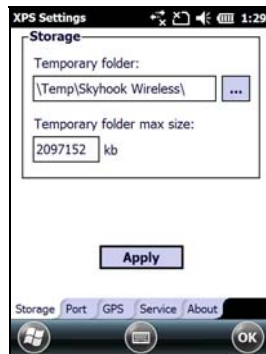 XPS Settings 1:29
Storage
Temporary folder:
\Temp\Skyhook Wireless\ ...
Temporary folder max size:
2097152 kb
Apply
Storage Port GPS Service About
OK